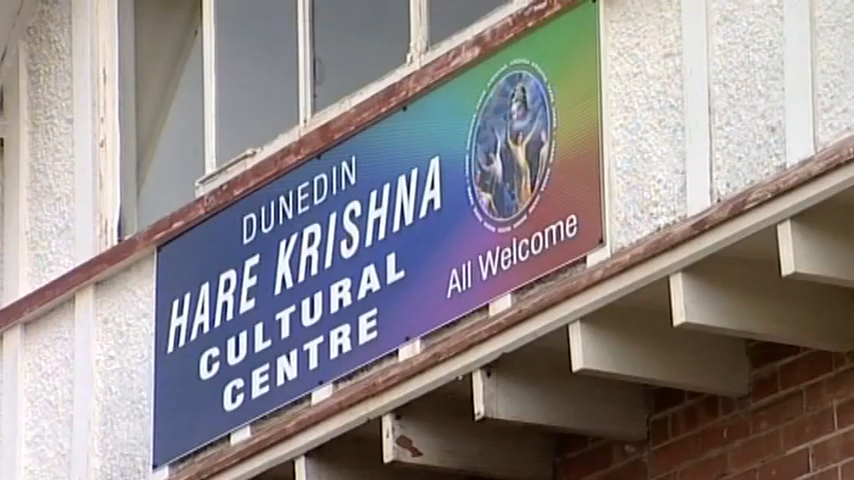 DUNEDIN
HARE KRISHNA
CULTURAL
CENTRE
All Welcome